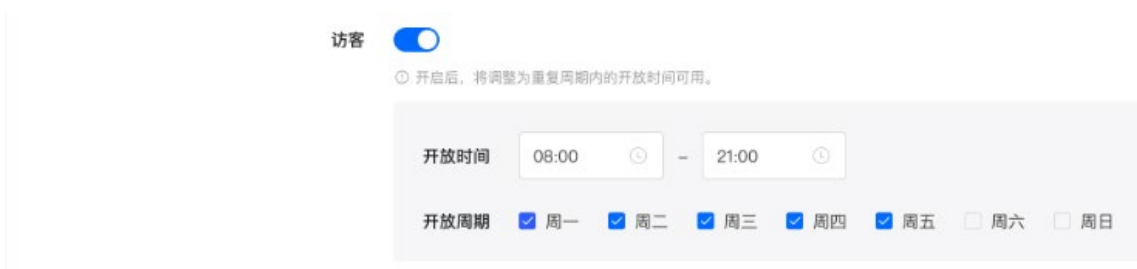 访客
开启后，将调整为重复周期内的开放时间可用。
开放时间 08:00 – 21:00
开放周期 周一 周二 周三 周四 周五 周六 周日